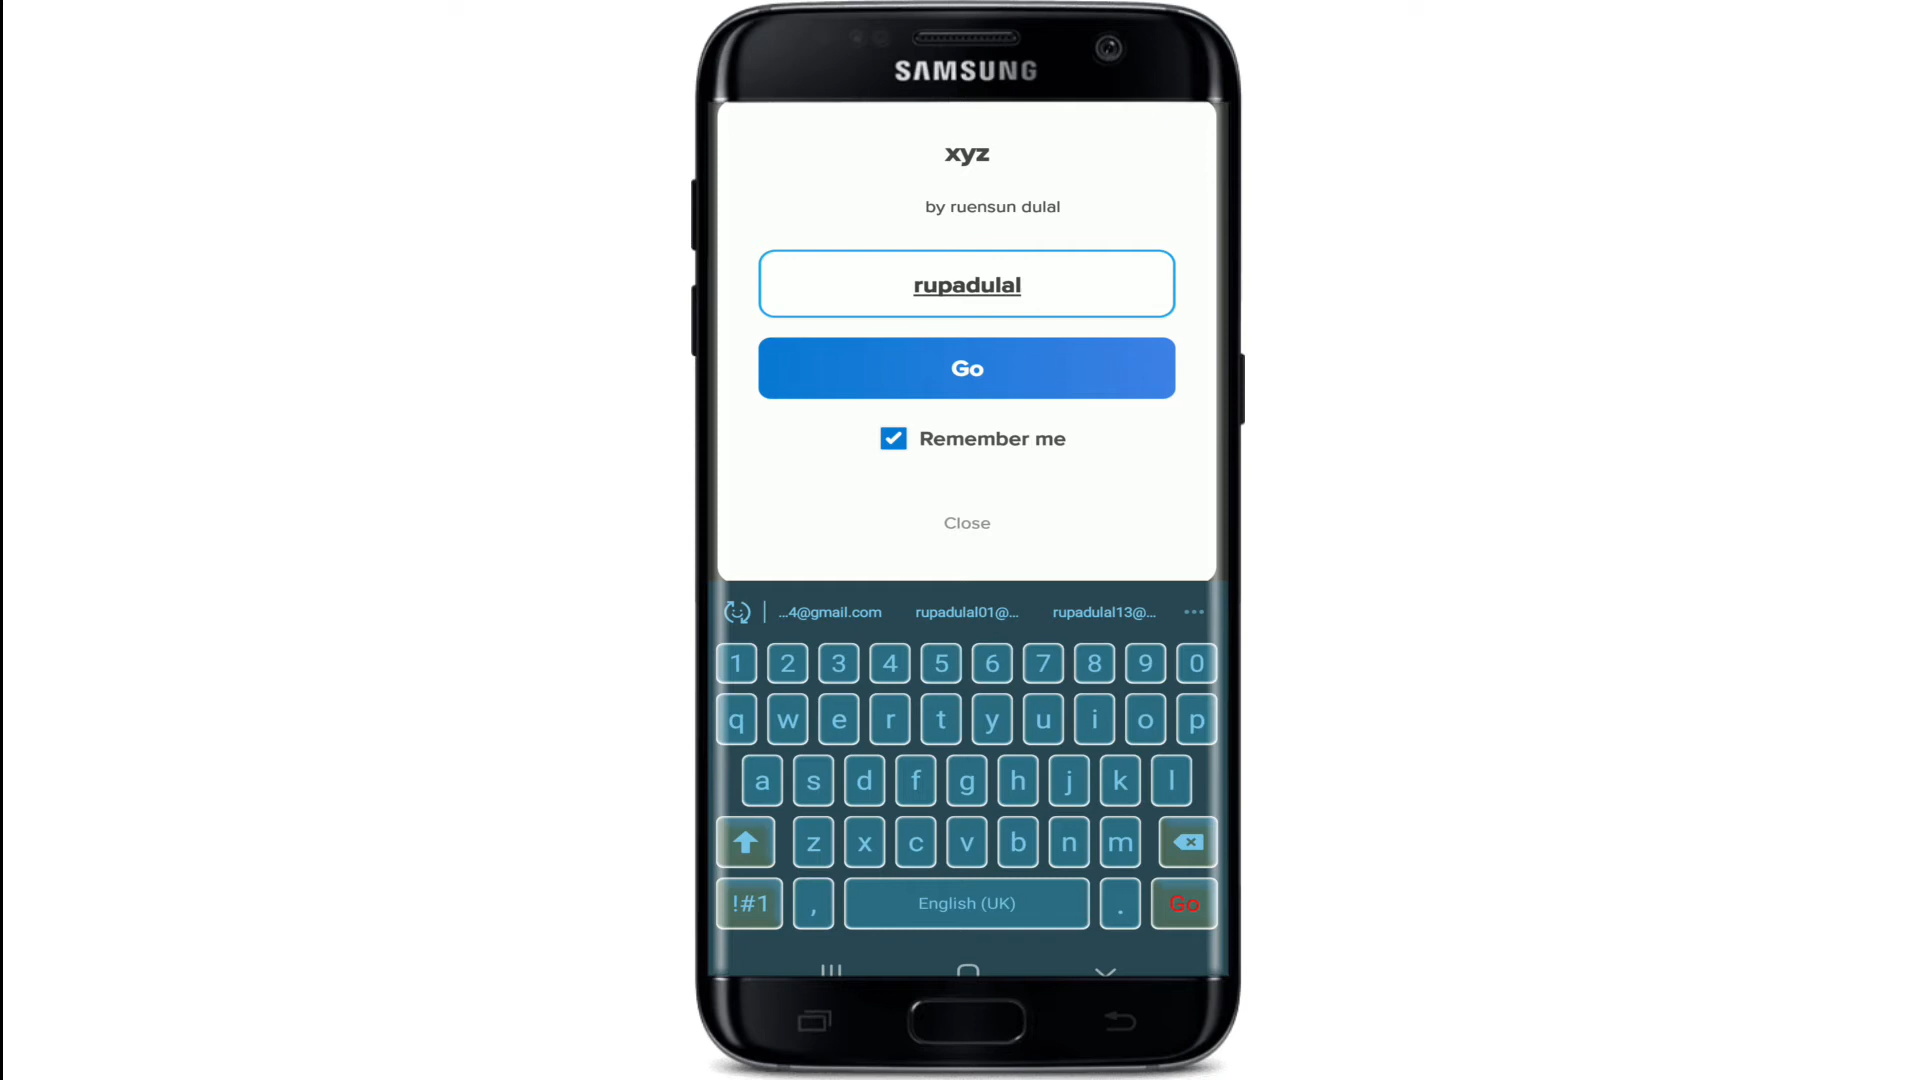 SAMSUNG
xyz
by ruensun dulal
rupadulal
Go
Remember me
Close
...4@gmail.com rupadulal01@... rupadulal13@...
1 2 3 4 5 6 7 8 9 0
q w e r t y u i o p
a s d f g h j k l
z x c v b n m
!#1 , English (UK) . Go